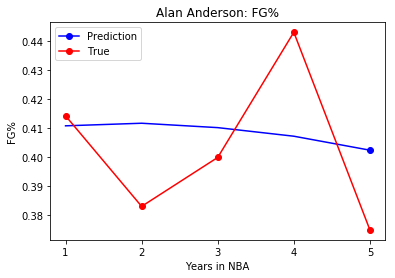 Alan Anderson: FG%
Prediction
True
FG%
0.44
0.43
0.42
0.41
0.40
0.39
0.38
1
2
3
4
5
Years in NBA